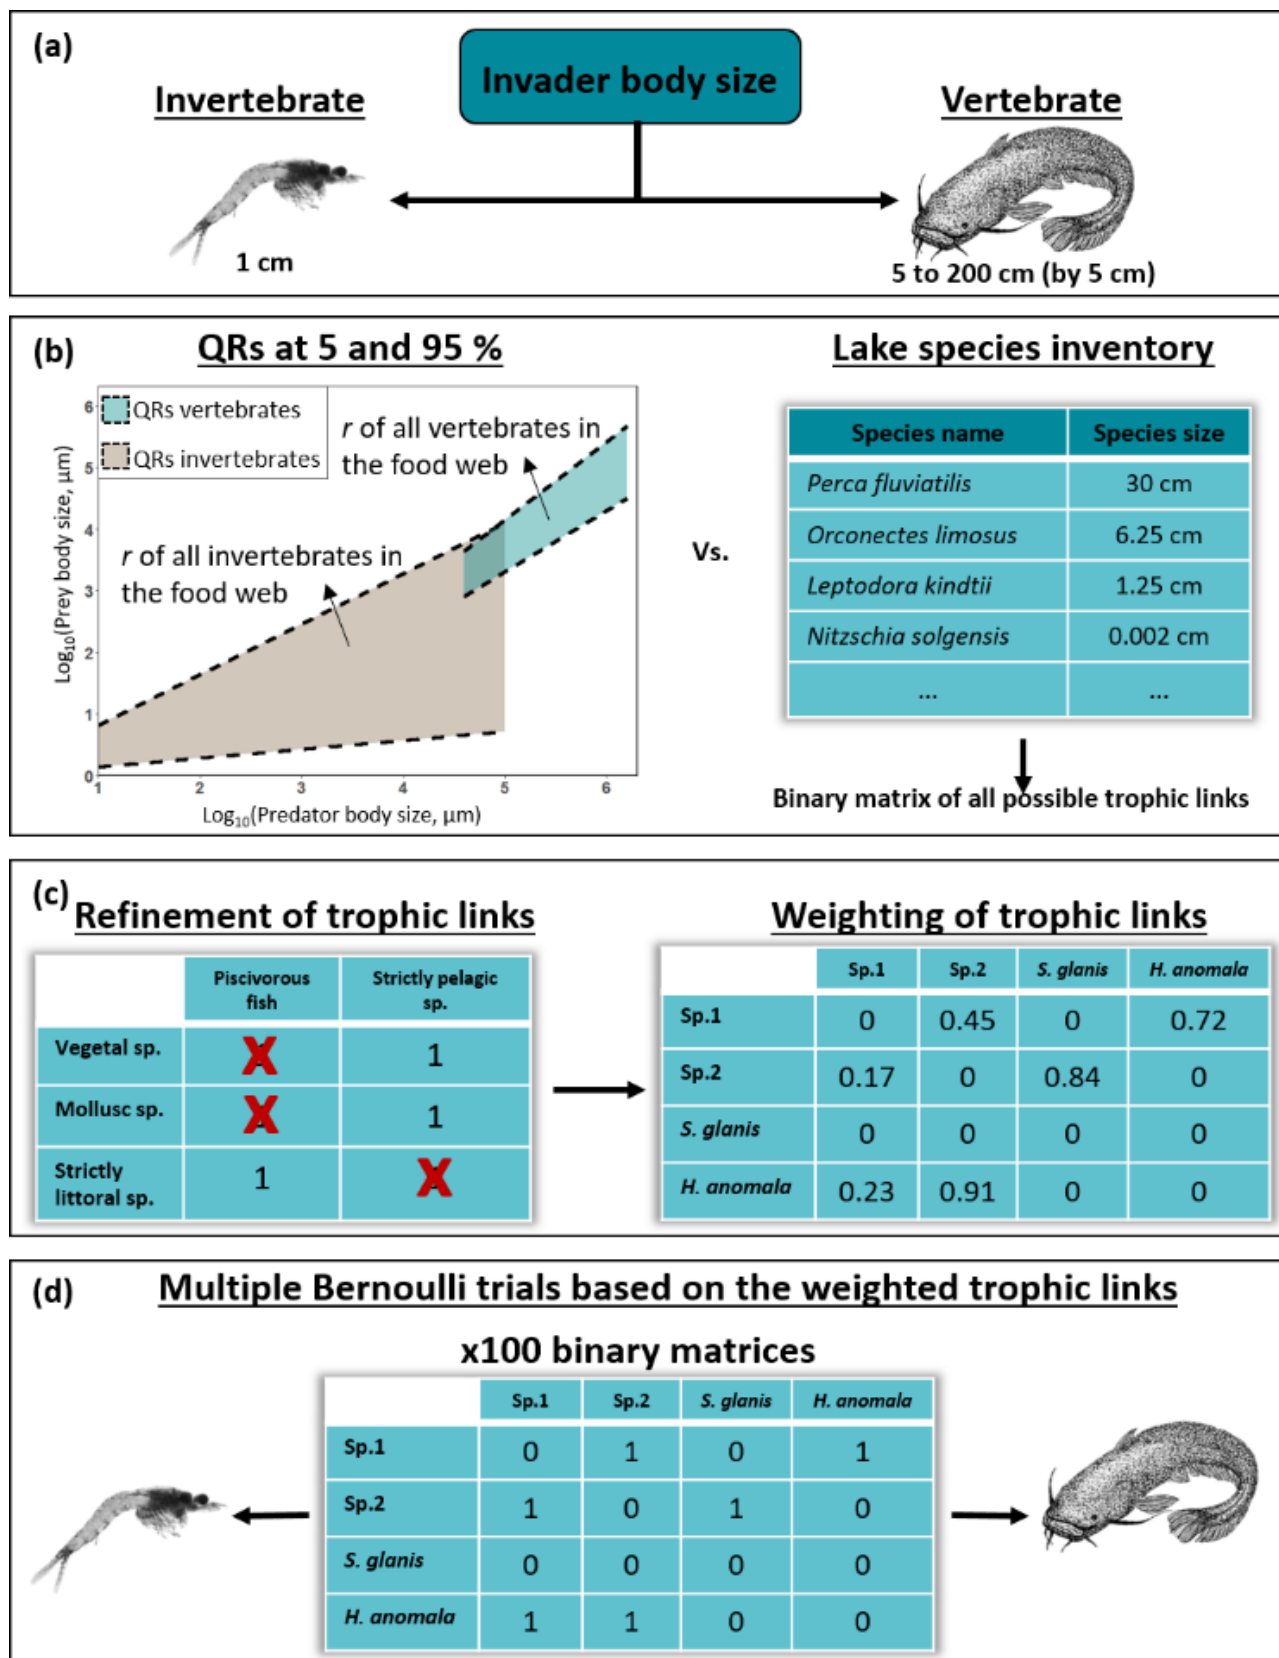 (a)
Invader body size
Invertebrate
Vertebrate
1 cm
5 to 200 cm (by 5 cm)
(b)
QRs at 5 and 95 %
Lake species inventory
QRs vertebrates
QRs invertebrates
r of all vertebrates in
the food web
r of all invertebrates in
the food web
Log10(Prey body size, µm)
6
5
4
3
2
1
0
1 2 3 4 5 6
Log10(Predator body size, µm)
Vs.
Species name Species size
Perca fluviatilis 30 cm
Orconectes limosus 6.25 cm
Leptodora kindtii 1.25 cm
Nitzschia solgensis 0.002 cm
... ...
Binary matrix of all possible trophic links
(c)
Refinement of trophic links
Piscivorous
fish
Strictly pelagic
sp.
Vegetal sp. X 1
Mollusc sp. X 1
Strictly
littoral sp.
1 X
Weighting of trophic links
Sp.1 Sp.2 S. glanis H. anomala
Sp.1 0 0.45 0 0.72
Sp.2 0.17 0 0.84 0
S. glanis 0 0 0 0
H. anomala 0.23 0.91 0 0
(d)
Multiple Bernoulli trials based on the weighted trophic links
x100 binary matrices
Sp.1 Sp.2 S. glanis H. anomala
Sp.1 0 1 0 1
Sp.2 1 0 1 0
S. glanis 0 0 0 0
H. anomala 1 1 0 0